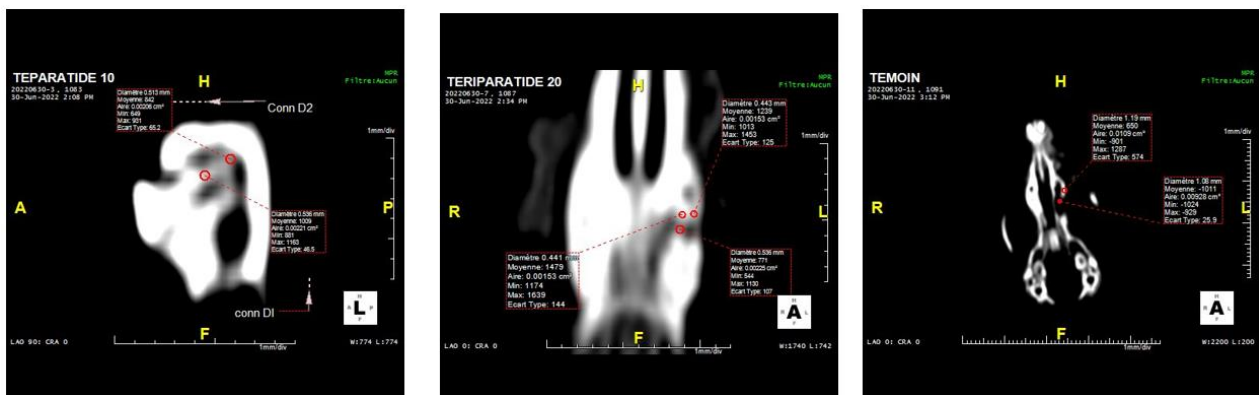 TEPARATIDE 10
20220630-3 , 1083
30-Jun-2022 2:08 PM
H
MPR
Filtre:Aucun
Diamètre 0.513 mm
Moyenne: 842
Aire: 0.00206 cm²
Min: 649
Max: 981
Ecart Type: 65.2
Conn D2
1mm/div
A
P
Diamètre 0.536 mm
Moyenne: 1009
Aire: 0.00221 cm²
Min: 881
Max: 1163
Ecart Type: 46.5
conn DI
L
F
LAO 90: CRA 0
1mm/div
W:774 L:774
TERIPARATIDE 20
20220630-7 , 1087
30-Jun-2022 2:34 PM
H
MPR
Filtre:Aucun
Diamètre 0.443 mm
Moyenne: 1239
Aire: 0.00153 cm²
Min: 1013
Max: 1453
Ecart Type: 125
1mm/div
R
L
Diamètre 0.441 mm
Moyenne: 1479
Aire: 0.00153 cm²
Min: 1174
Max: 1639
Ecart Type: 144
Diamètre 0.536 mm
Moyenne: 771
Aire: 0.00225 cm²
Min: 544
Max: 1130
Ecart Type: 107
A
F
LAO 0: CRA 0
1mm/div
W:1740 L:742
TEMOIN
20220630-11 , 1091
30-Jun-2022 3:12 PM
H
MPR
Filtre:Aucun
Diamètre 1.19 mm
Moyenne: 650
Aire: 0.0109 cm²
Min: -901
Max: 1287
Ecart Type: 574
1mm/div
R
L
Diamètre 1.08 mm
Moyenne: -1011
Aire: 0.00928 cm²
Min: -1024
Max: -929
Ecart Type: 25.9
A
F
LAO 0: CRA 0
1mm/div
W:2200 L:200